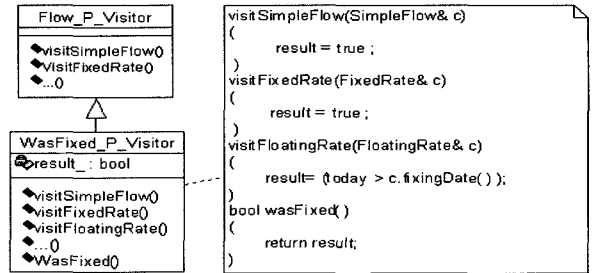 Flow_P_Visitor
visitSimpleFlow()
VisitFixedRate()
...()
WasFixed_P_Visitor
result_ : bool
visitSimpleFlow()
visitFixedRate()
visitFloatingRate()
...()
WasFixed()
visitSimpleFlow(SimpleFlow& c)
(
result = true ;
)
visitFixedRate(FixedRate& c)
(
result = true ;
)
visitFloatingRate(FloatingRate& c)
(
result= (today > c.fixingDate( ) );
)
bool wasFixed( )
(
return result;
)